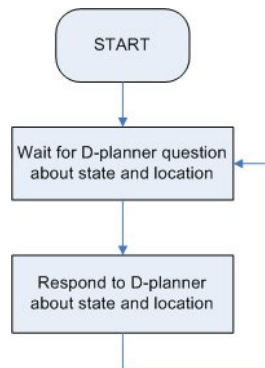 START
Wait for D-planner question
about state and location
Respond to D-planner
about state and location